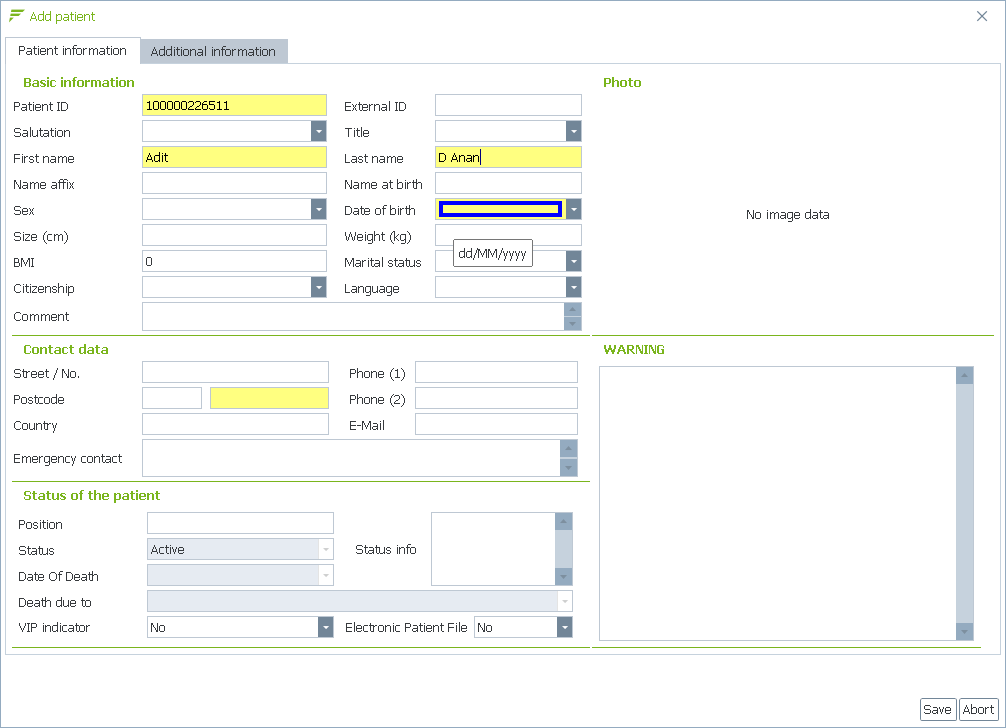 Add patient
Patient information
Additional information
Basic information
Photo
Patient ID 100000226511 External ID
Salutation Title
First name Adit Last name D Anan
Name affix Name at birth
Sex Date of birth
No image data
Size (cm) Weight (kg)
dd/MM/yyyy
BMI 0 Marital status
Citizenship Language
Comment
Contact data
WARNING
Street / No. Phone (1)
Postcode Phone (2)
Country E-Mail
Emergency contact
Status of the patient
Position
Status Active Status info
Date Of Death
Death due to
VIP indicator No Electronic Patient File No
Save Abort